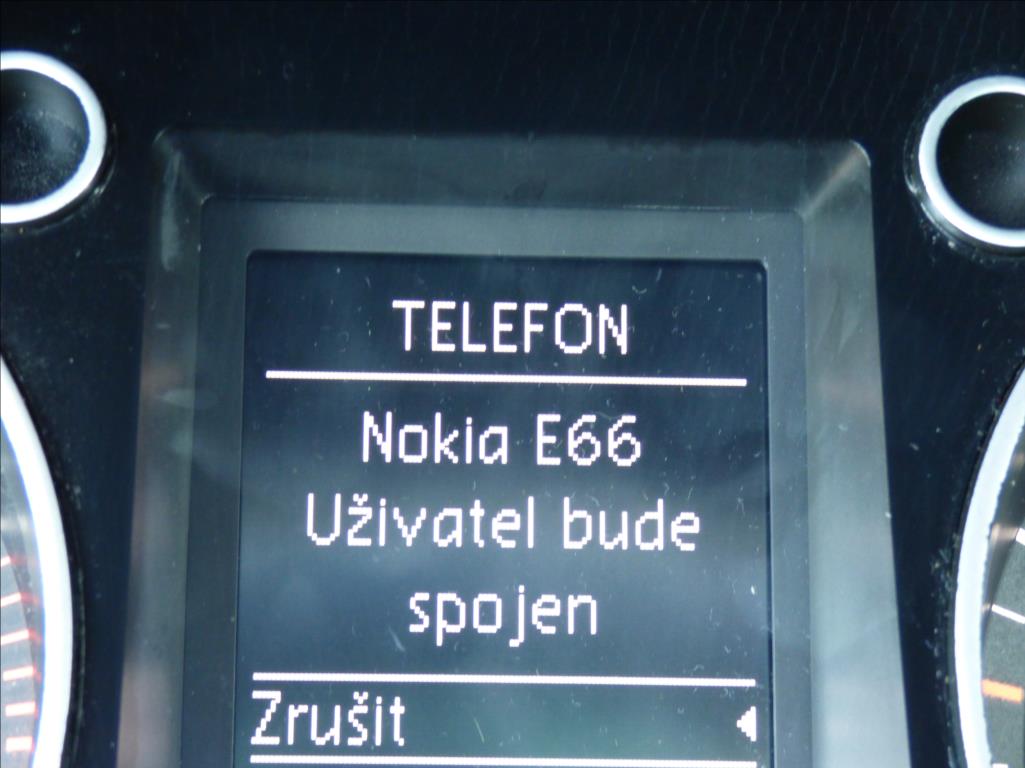 TELEFON
Nokia E66
Uživatel bude
spojen
Zrušit